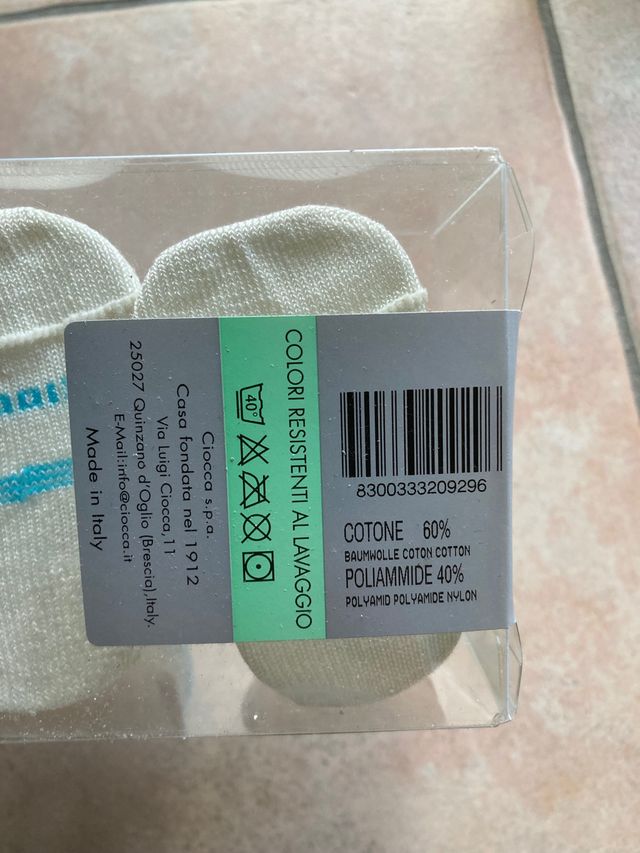 8300333209296
COTONE 60%
BAUMWOLLE COTON COTTON
POLIAMMIDE 40%
POLYAMID POLYAMIDE NYLON
COLORI RESISTENTI AL LAVAGGIO
40°
Ciocca s.p.a.
Casa fondata nel 1912
Via Luigi Ciocca,11
25027 Quinzano d'Oglio (Brescia),Italy.
E-Mail:info@ciocca.it
Made in Italy